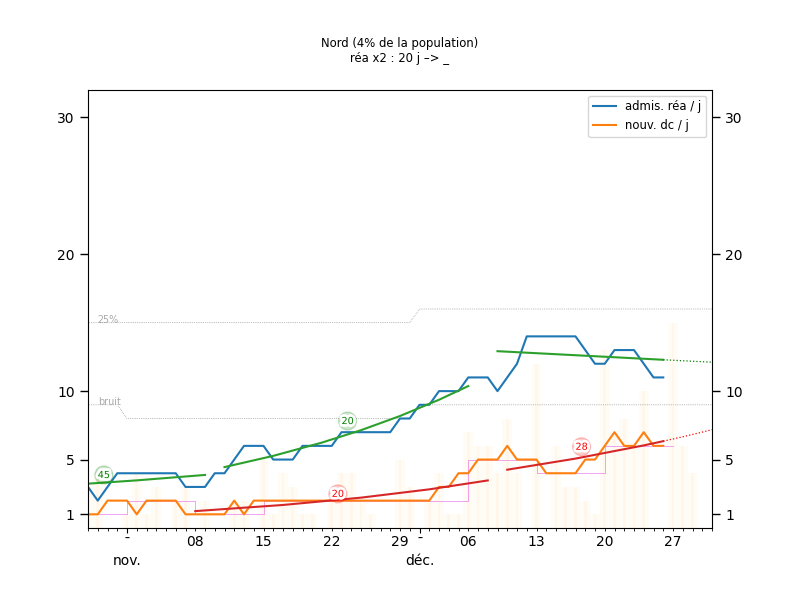 Nord (4% de la population)
réa x2 : 20 j –> _
admis. réa / j
nouv. dc / j
30
30
20
20
25%
bruit
10
10
20
45
28
20
5
5
1
1
- 08 15 22 29 - 06 13 20 27
nov. déc.